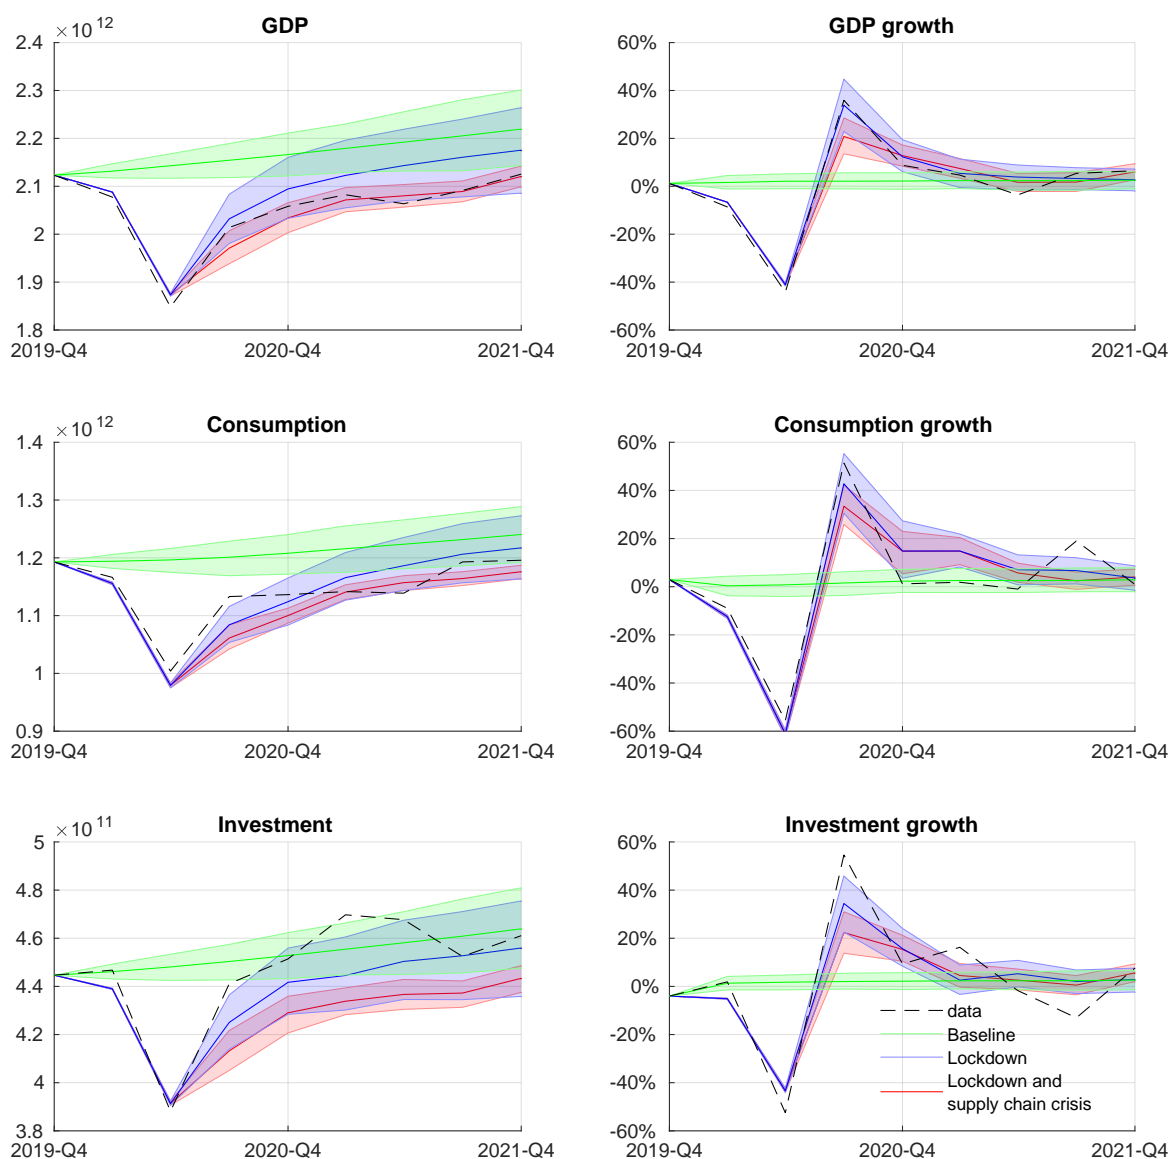 × 10 12
GDP
2.4
2.3
2.2
2.1
2
1.9
1.8
2019-Q4 2020-Q4 2021-Q4
GDP growth
60%
40%
20%
0%
-20%
-40%
-60%
2019-Q4 2020-Q4 2021-Q4
× 10 12
Consumption
1.4
1.3
1.2
1.1
1
0.9
2019-Q4 2020-Q4 2021-Q4
Consumption growth
60%
40%
20%
0%
-20%
-40%
-60%
2019-Q4 2020-Q4 2021-Q4
× 10 11
Investment
5
4.8
4.6
4.4
4.2
4
3.8
2019-Q4 2020-Q4 2021-Q4
Investment growth
60%
40%
20%
0%
-20%
-40%
-60%
2019-Q4 2020-Q4 2021-Q4
data
Baseline
Lockdown
Lockdown and
supply chain crisis